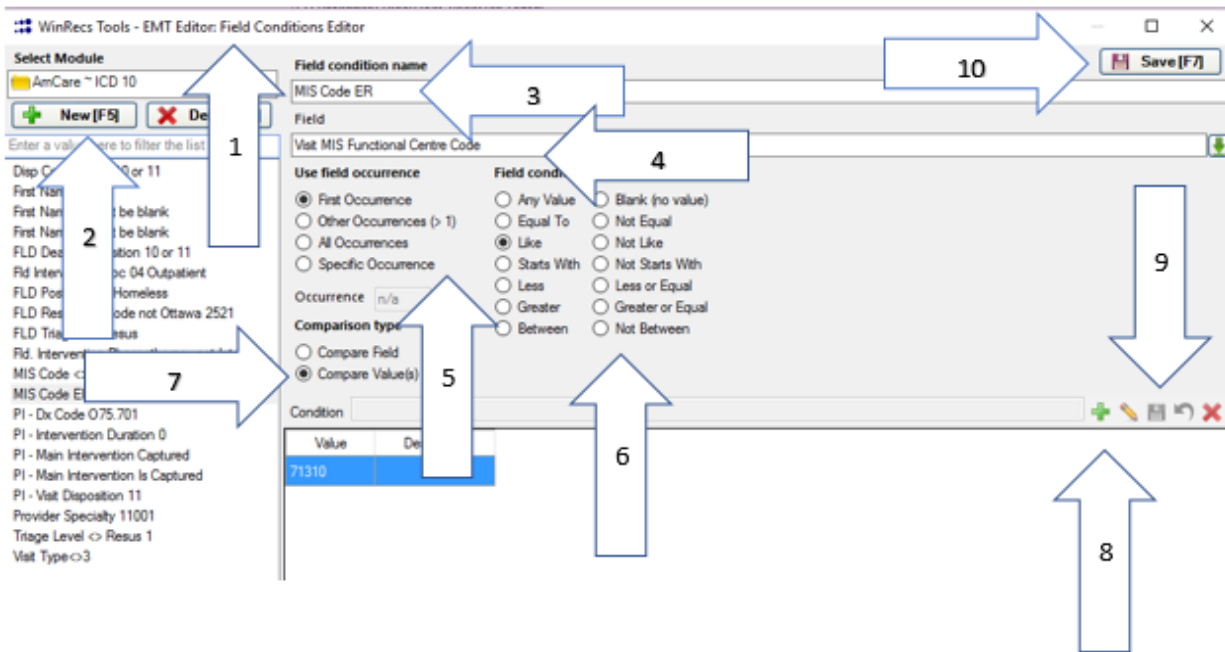 WinRecs Tools - EMT Editor: Field Conditions Editor
Select Module
AmCare ~ ICD 10
New [F5]
De
Enter a val ere to filter the list
Disp C 0 or 11
First Nam
First Nam t be blank
First Nam t be blank
FLD Dea sition 10 or 11
Fld Interv oc 04 Outpatient
FLD Pos Homeless
FLD Res ode not Ottawa 2521
FLD Triag esus
Fld. Interven
MIS Code <
MIS Code E
PI - Dx Code O75.701
PI - Intervention Duration 0
PI - Main Intervention Captured
PI - Main Intervention Is Captured
PI - Visit Disposition 11
Provider Specialty 11001
Triage Level <> Resus 1
Visit Type<>3
Field condition name
MIS Code ER
Field
Visit MIS Functional Centre Code
Use field occurrence
First Occurrence
Other Occurrences (> 1)
All Occurrences
Specific Occurrence
Occurrence n/a
Comparison type
Compare Field
Compare Value(s)
Field condi
Any Value Blank (no value)
Equal To Not Equal
Like Not Like
Starts With Not Starts With
Less Less or Equal
Greater Greater or Equal
Between Not Between
Condition
Value De
71310
Save [F7]
1
2
3
4
5
6
7
8
9
10